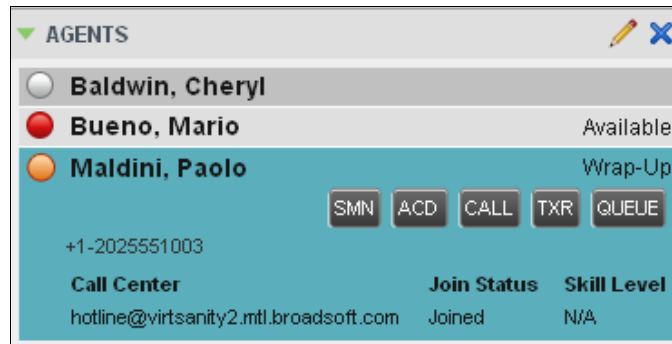 AGENTS
Baldwin, Cheryl
Bueno, Mario Available
Maldini, Paolo Wrap-Up
SMN ACD CALL TXR QUEUE
+1-2025551003
Call Center Join Status Skill Level
hotline@virtsanity2.mtl.broadsoft.com Joined N/A